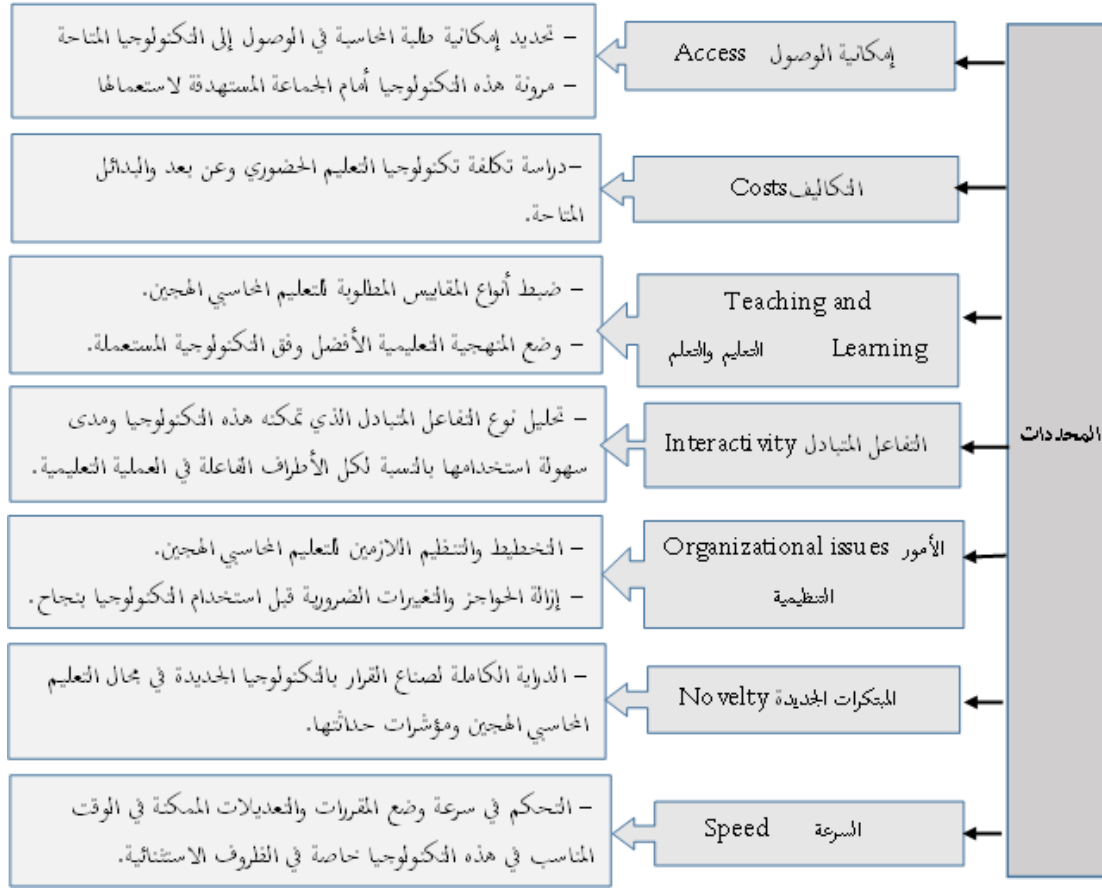 المحددات
إمكانية الوصول Access
– تحديد إمكانية طلبة المحاسبة في الوصول إلى التكنولوجيا المتاحة
– مرونة هذه التكنولوجيا أمام الجماعة المستهدفة لاستعمالها
التكاليف Costs
–دراسة تكلفة تكنولوجيا التعليم الحضوري وعن بعد والبدائل
المتاحة.
Teaching and
Learning التعليم والتعلم
– ضبط أنواع المقاييس المطلوبة للتعليم المحاسبي الهجين.
– وضع المنهجية التعليمية الأفضل وفق التكنولوجية المستعملة.
التفاعل المتبادل Interactivity
– تحليل نوع التفاعل المتبادل الذي تمكنه هذه التكنولوجيا ومدى
سهولة استخدامها بالنسبة لكل الأطراف الفاعلة في العملية التعليمية.
الأمور Organizational issues
التنظيمية
– التخطيط والتنظيم اللازمين للتعليم المحاسبي الهجين.
– إزالة الحواجز والتغيرات الضرورية قبل استخدام التكنولوجيا بنجاح.
المبتكرات الجديدة Novelty
– الدراية الكاملة لصناع القرار بالتكنولوجيا الجديدة في مجال التعليم
المحاسبي الهجين ومؤشرات حداثتها.
السرعة Speed
– التحكم في سرعة وضع المقررات والتعديلات الممكنة في الوقت
المناسب في هذه التكنولوجيا خاصة في الظروف الاستثنائية.